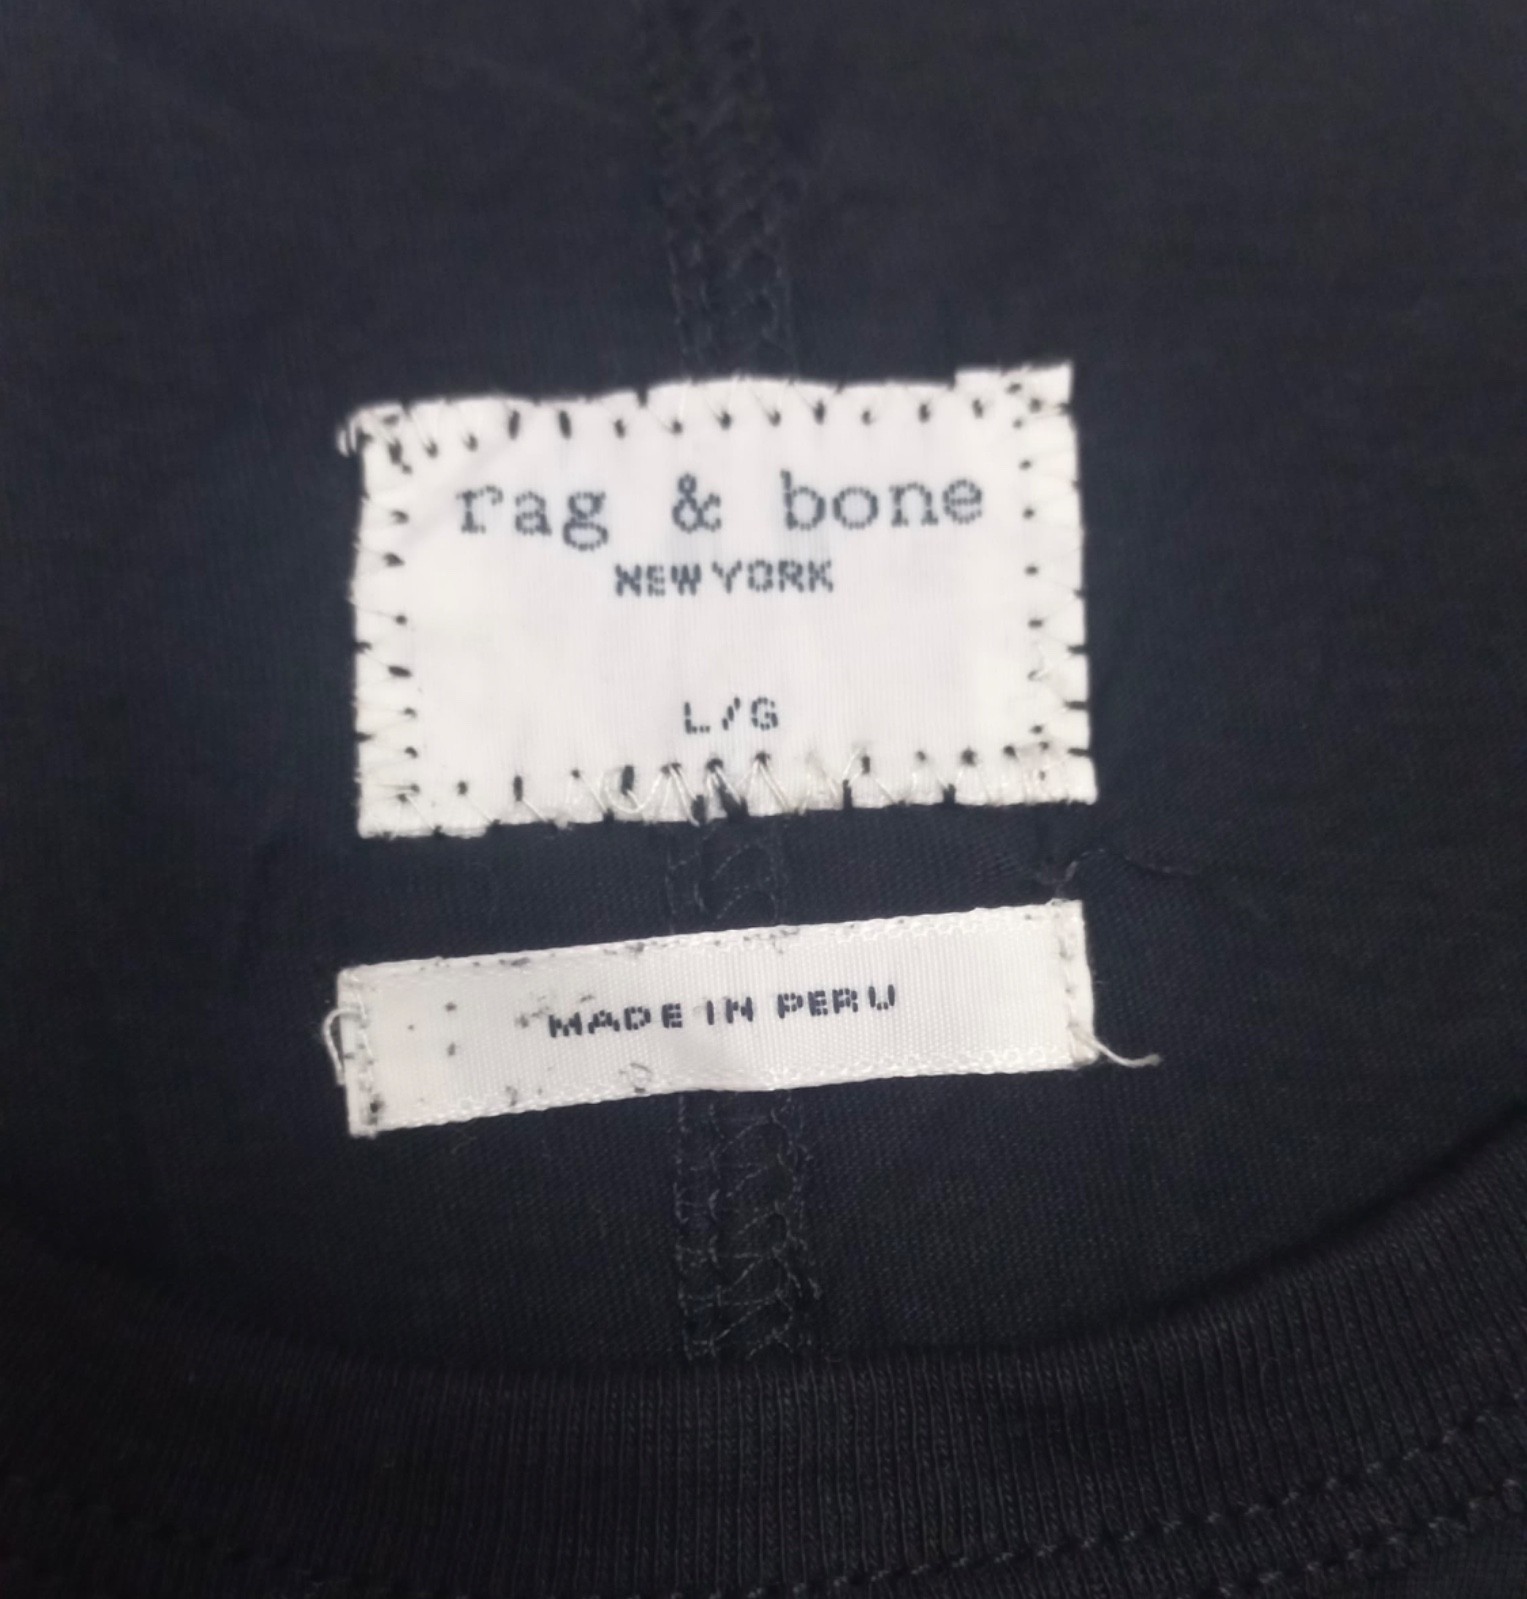 rag & bone
NEW YORK
L/G
MADE IN PERU